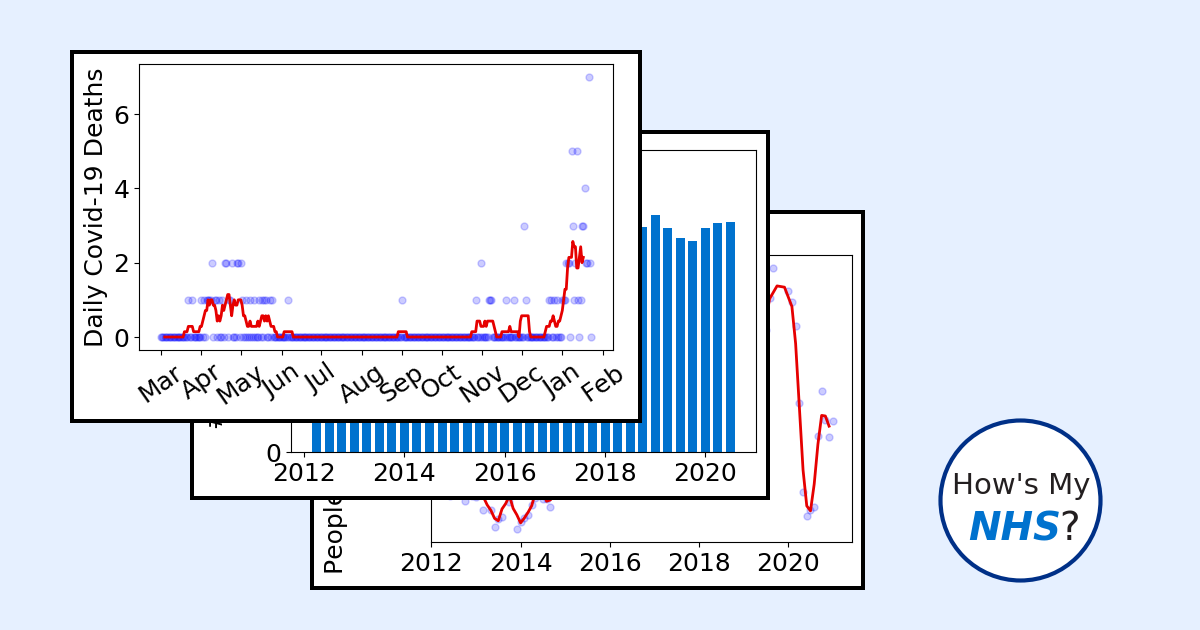 Daily Covid-19 Deaths
6
4
2
0
Mar Apr May Jun Jul Aug Sep Oct Nov Dec Jan Feb
0
2012 2014 2016 2018 2020
People
2012 2014 2016 2018 2020
How's My
NHS?